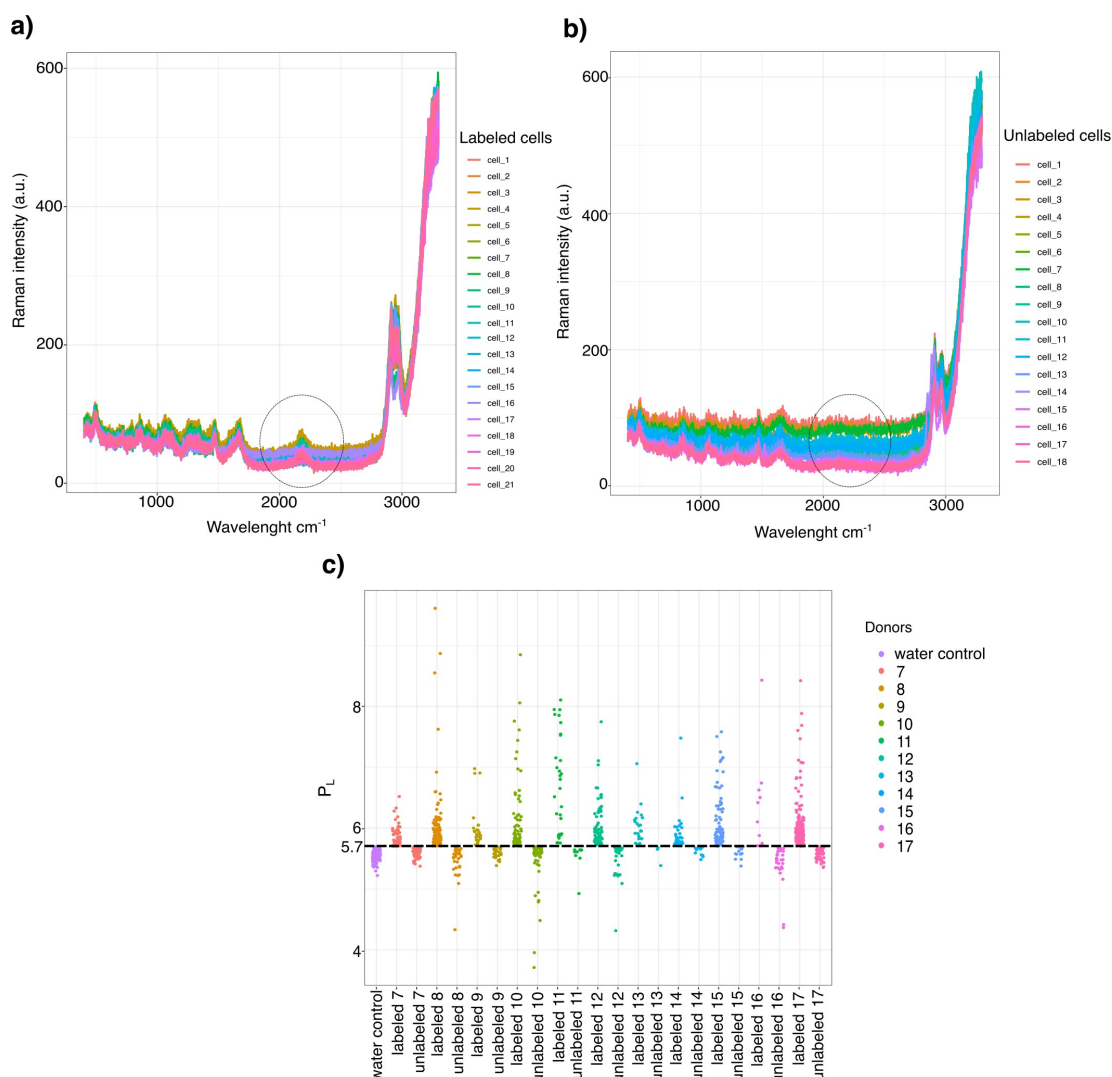 a)
600
400
200
0
Raman intensity (a.u.)
1000
2000
3000
Wavelenght cm-1
Labeled cells
cell_1
cell_2
cell_3
cell_4
cell_5
cell_6
cell_7
cell_8
cell_9
cell_10
cell_11
cell_12
cell_13
cell_14
cell_15
cell_16
cell_17
cell_18
cell_19
cell_20
cell_21
b)
600
400
200
0
Raman intensity (a.u.)
1000
2000
3000
Wavelenght cm-1
Unlabeled cells
cell_1
cell_2
cell_3
cell_4
cell_5
cell_6
cell_7
cell_8
cell_9
cell_10
cell_11
cell_12
cell_13
cell_14
cell_15
cell_16
cell_17
cell_18
c)
8
6
5.7
4
PL
water control
labeled 7
unlabeled 7
labeled 8
unlabeled 8
labeled 9
unlabeled 9
labeled 10
unlabeled 10
labeled 11
unlabeled 11
labeled 12
unlabeled 12
labeled 13
unlabeled 13
labeled 14
unlabeled 14
labeled 15
unlabeled 15
labeled 16
unlabeled 16
labeled 17
unlabeled 17
Donors
water control
7
8
9
10
11
12
13
14
15
16
17